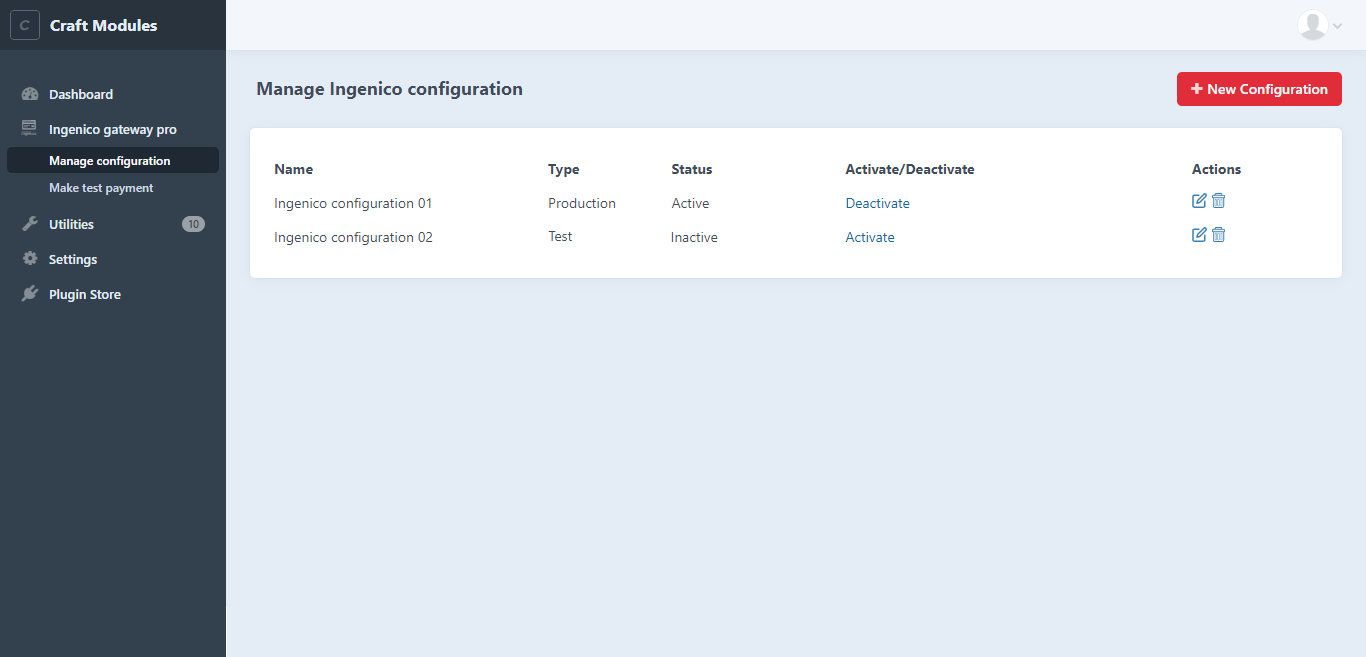 C Craft Modules
Dashboard
Ingenico gateway pro
Manage configuration
Make test payment
Utilities 10
Settings
Plugin Store
Manage Ingenico configuration
+ New Configuration
Name Type Status Activate/Deactivate Actions
Ingenico configuration 01 Production Active Deactivate
Ingenico configuration 02 Test Inactive Activate